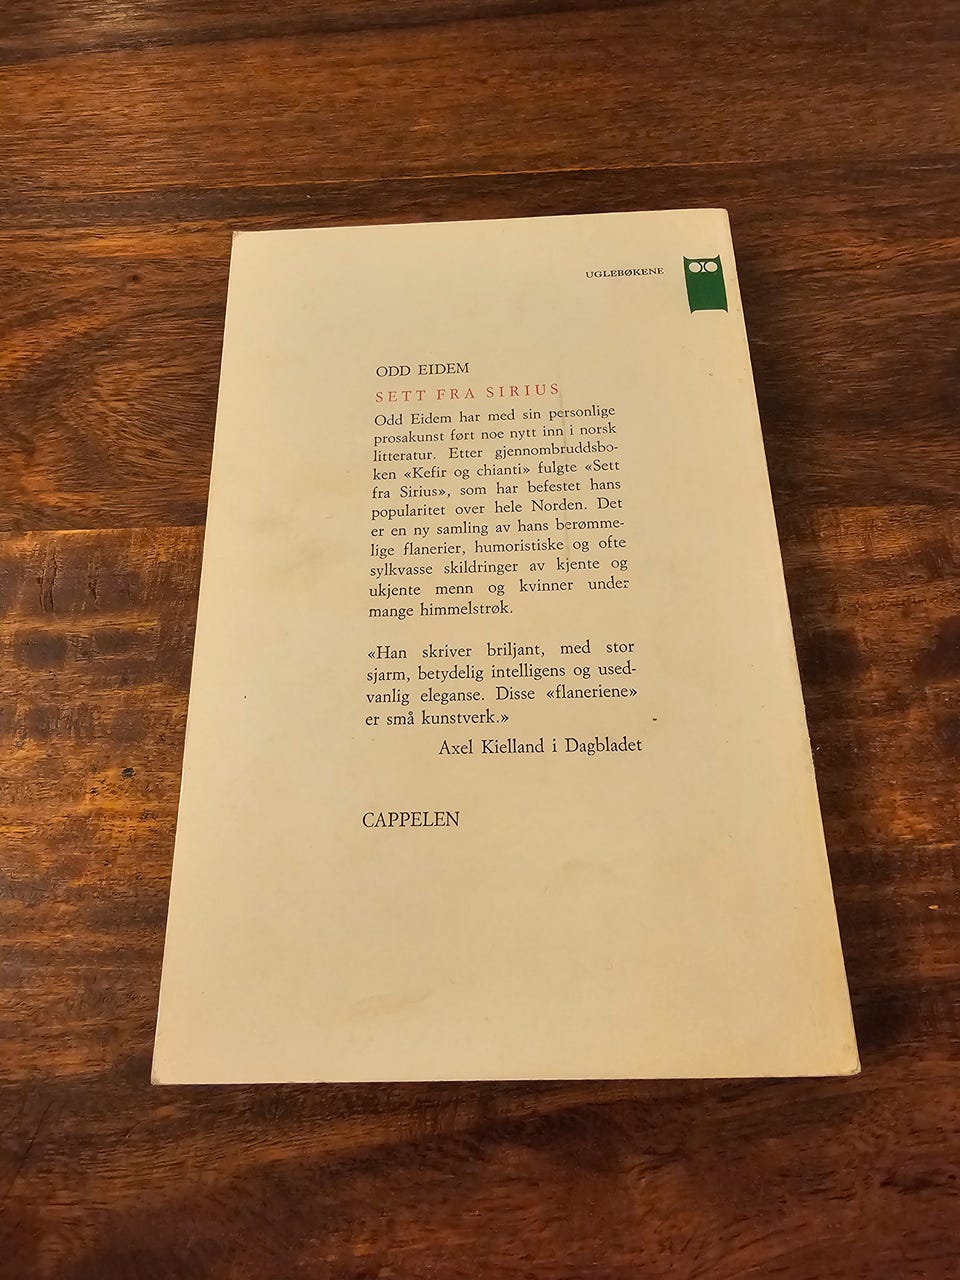 UGLEBØKENE
ODD EIDEM
SETT FRA SIRIUS
Odd Eidem har med sin personlige
prosakunst ført noe nytt inn i norsk
litteratur. Etter gjennombruddsbo-
ken «Kefir og chianti» fulgte «Sett
fra Sirius», som har befestet hans
popularitet over hele Norden. Det
er en ny samling av hans berømme-
lige flanerier, humoristiske og ofte
sylkvasse skildringer av kjente og
ukjente menn og kvinner under
mange himmelstrøk.
«Han skriver briljant, med stor
sjarm, betydelig intelligens og used-
vanlig eleganse. Disse «flaneriene»
er små kunstverk.»
Axel Kielland i Dagbladet
CAPPELEN